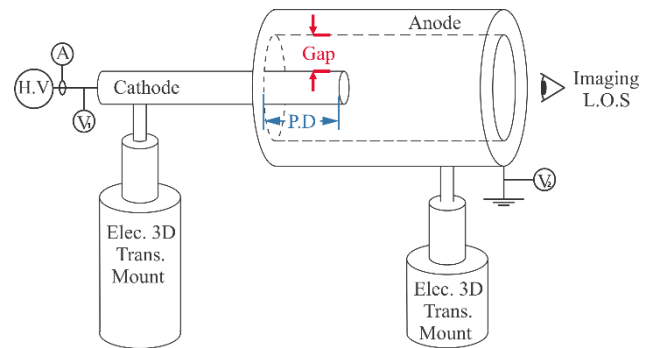 Anode
A
Gap
H.V
Cathode
Imaging
L.O.S
V₁
P.D
V₂
Elec. 3D
Trans.
Mount
Elec. 3D
Trans.
Mount